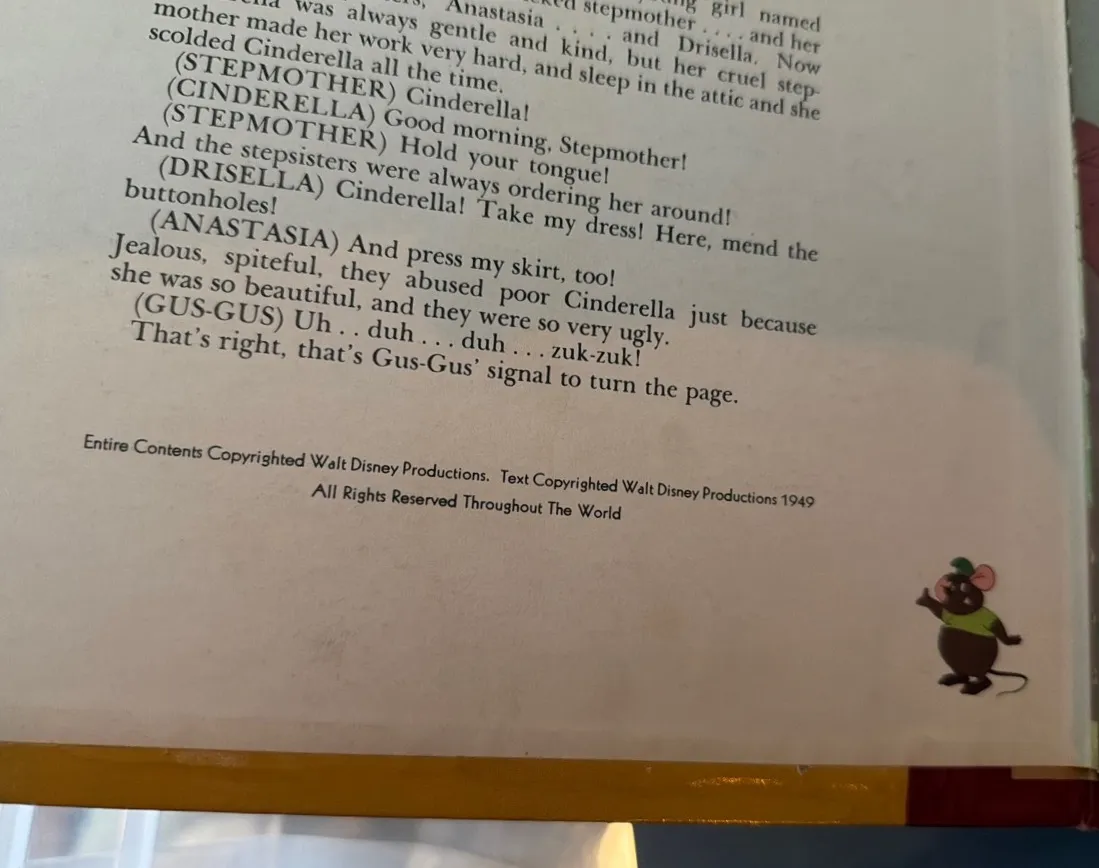 girl named
stepmother . . . . and her
Anastasia . . . . and Drisella. Now
was always gentle and kind, but her cruel step-
mother made her work very hard, and sleep in the attic and she
scolded Cinderella all the time.
(STEPMOTHER) Cinderella!
(CINDERELLA) Good morning, Stepmother!
(STEPMOTHER) Hold your tongue!
And the stepsisters were always ordering her around!
(DRISELLA) Cinderella! Take my dress! Here, mend the
buttonholes!
(ANASTASIA) And press my skirt, too!
Jealous, spiteful, they abused poor Cinderella just because
she was so beautiful, and they were so very ugly.
(GUS-GUS) Uh . . duh . . . duh . . . zuk-zuk!
That's right, that's Gus-Gus' signal to turn the page.
Entire Contents Copyrighted Walt Disney Productions. Text Copyrighted Walt Disney Productions 1949
All Rights Reserved Throughout The World